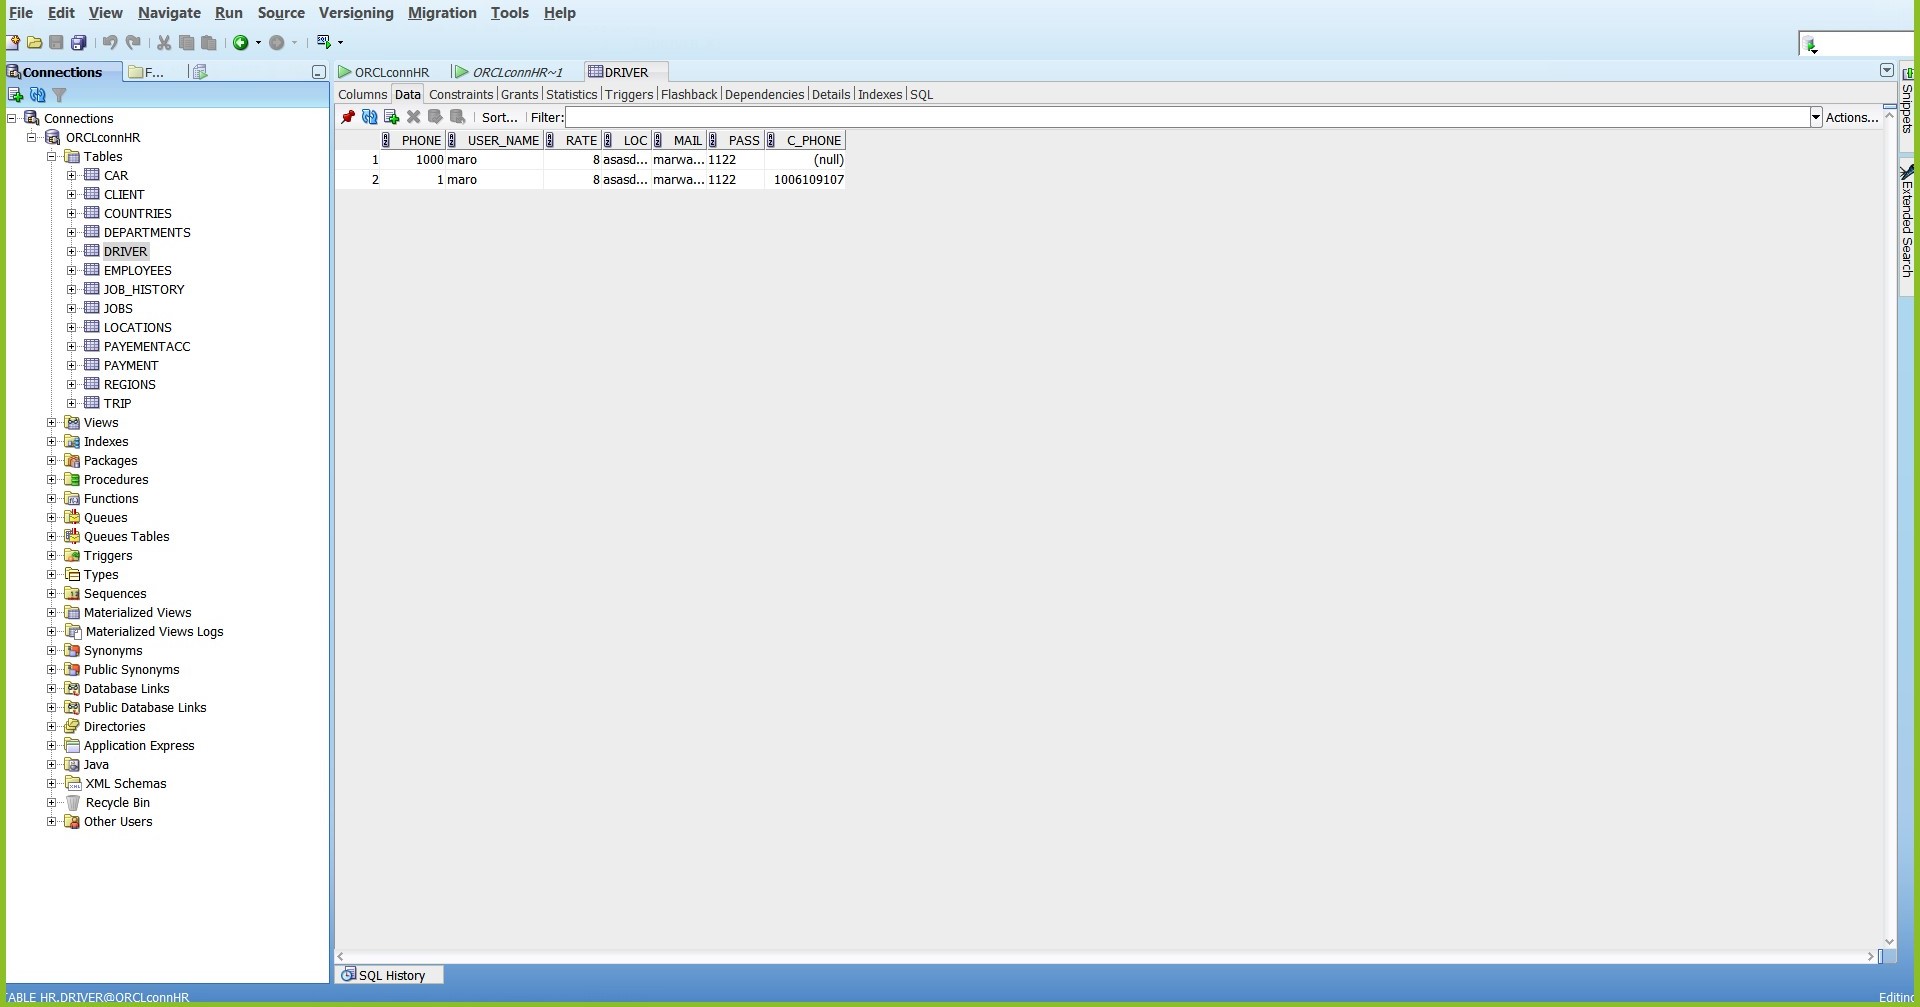 File Edit View Navigate Run Source Versioning Migration Tools Help
Connections F... ORCLconnHR ORCLconnHR~1 DRIVER
Columns Data Constraints Grants Statistics Triggers Flashback Dependencies Details Indexes SQL
Sort... Filter: Actions...
PHONE USER_NAME RATE LOC MAIL PASS C_PHONE
1 1000 maro 8 asasd... marwa... 1122 (null)
2 1 maro 8 asasd... marwa... 1122 1006109107
Connections
ORCLconnHR
Tables
CAR
CLIENT
COUNTRIES
DEPARTMENTS
DRIVER
EMPLOYEES
JOB_HISTORY
JOBS
LOCATIONS
PAYEMENTACC
PAYMENT
REGIONS
TRIP
Views
Indexes
Packages
Procedures
Functions
Queues
Queues Tables
Triggers
Types
Sequences
Materialized Views
Materialized Views Logs
Synonyms
Public Synonyms
Database Links
Public Database Links
Directories
Application Express
Java
XML Schemas
Recycle Bin
Other Users
Snippets
Extended Search
SQL History
TABLE HR.DRIVER@ORCLconnHR
Editing